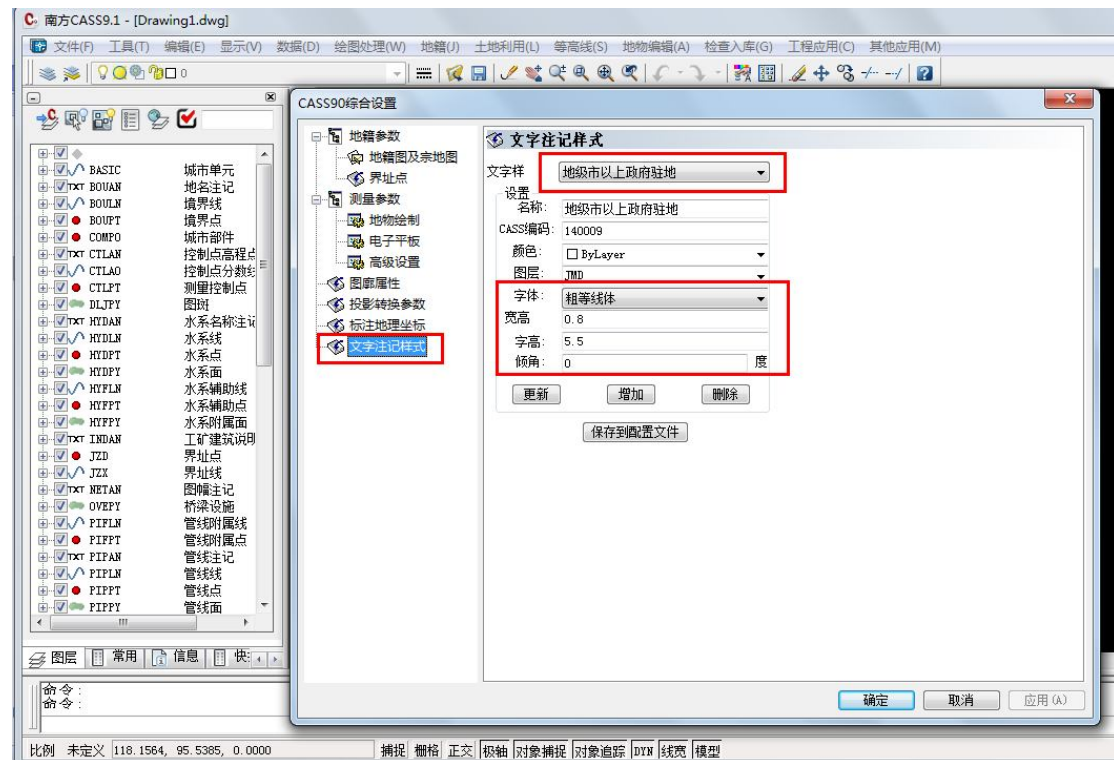 南方CASS9.1 - [Drawing1.dwg]
文件(F) 工具(T) 编辑(E) 显示(V) 数据(D) 绘图处理(W) 地籍(J) 土地利用(L) 等高线(S) 地物编辑(A) 检查入库(G) 工程应用(C) 其他应用(M)
0
BASIC 城市单元
TXT BOUAN 地名注记
BOULN 境界线
BOUPT 境界点
COMPO 城市部件
TXT CTLAN 控制点高程点
CTLAO 控制点分数线
CTLPT 测量控制点
DLJPY 图斑
TXT HYDAN 水系名称注记
HYDLN 水系线
HYDPT 水系点
HYDPY 水系面
HYFLN 水系辅助线
HYFPT 水系辅助点
HYFPY 水系附属面
TXT INDAN 工矿建筑说明
JZD 界址点
JZX 界址线
TXT NETAN 图幅注记
OVEPY 桥梁设施
PIFLN 管线附属线
PIFPT 管线附属点
TXT PIPAN 管线注记
PIPLN 管线线
PIPPT 管线点
PIPPY 管线面
图层 常用 信息 快
CASS90综合设置
地籍参数
地籍图及宗地图
界址点
测量参数
地物绘制
电子平板
高级设置
图廓属性
投影转换参数
标注地理坐标
文字注记样式
文字注记样式
文字样 地级市以上政府驻地
设置
名称: 地级市以上政府驻地
CASS编码: 140009
颜色: ByLayer
图层: JMD
字体: 粗等线体
宽高 0.8
字高: 5.5
倾角: 0 度
更新 增加 删除
保存到配置文件
确定 取消 应用(A)
命令:
命令:
比例 未定义 118.1564, 95.5385, 0.0000 捕捉 栅格 正交 极轴 对象捕捉 对象追踪 DYN 线宽 模型